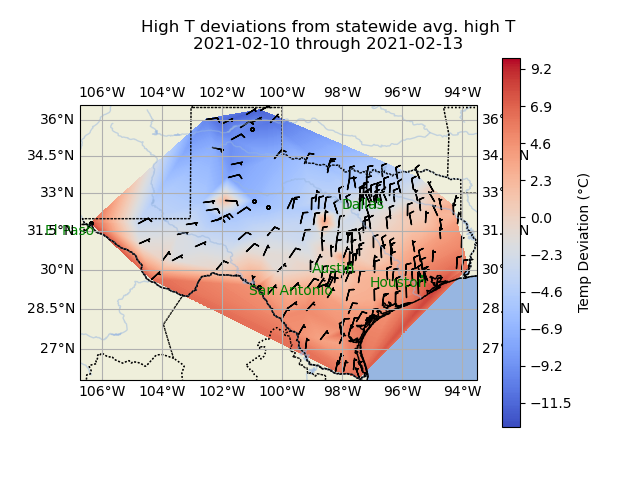 High T deviations from statewide avg. high T
2021-02-10 through 2021-02-13
106°W 104°W 102°W 100°W 98°W 96°W 94°W
36°N 36°
34.5°N 34. N
33°N 33°
31.5°N 31. N
30°N 30°
28.5°N 28. N
27°N 27°
106°W 104°W 102°W 100°W 98°W 96°W 94°W
El Paso
Dallas
Austin
San Antonio
Houston
9.2
6.9
4.6
2.3
0.0
−2.3
−4.6
−6.9
−9.2
−11.5
Temp Deviation (°C)